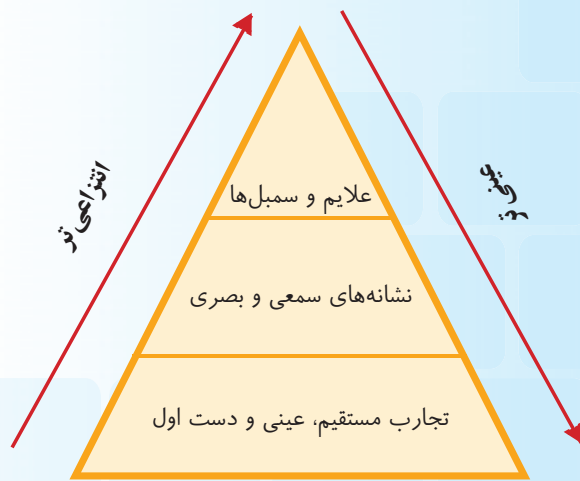 علایم و سمبل‌ها
نشانه‌های سمعی و بصری
تجارب مستقیم، عینی و دست اول
انتزاعی تر
عینی تر